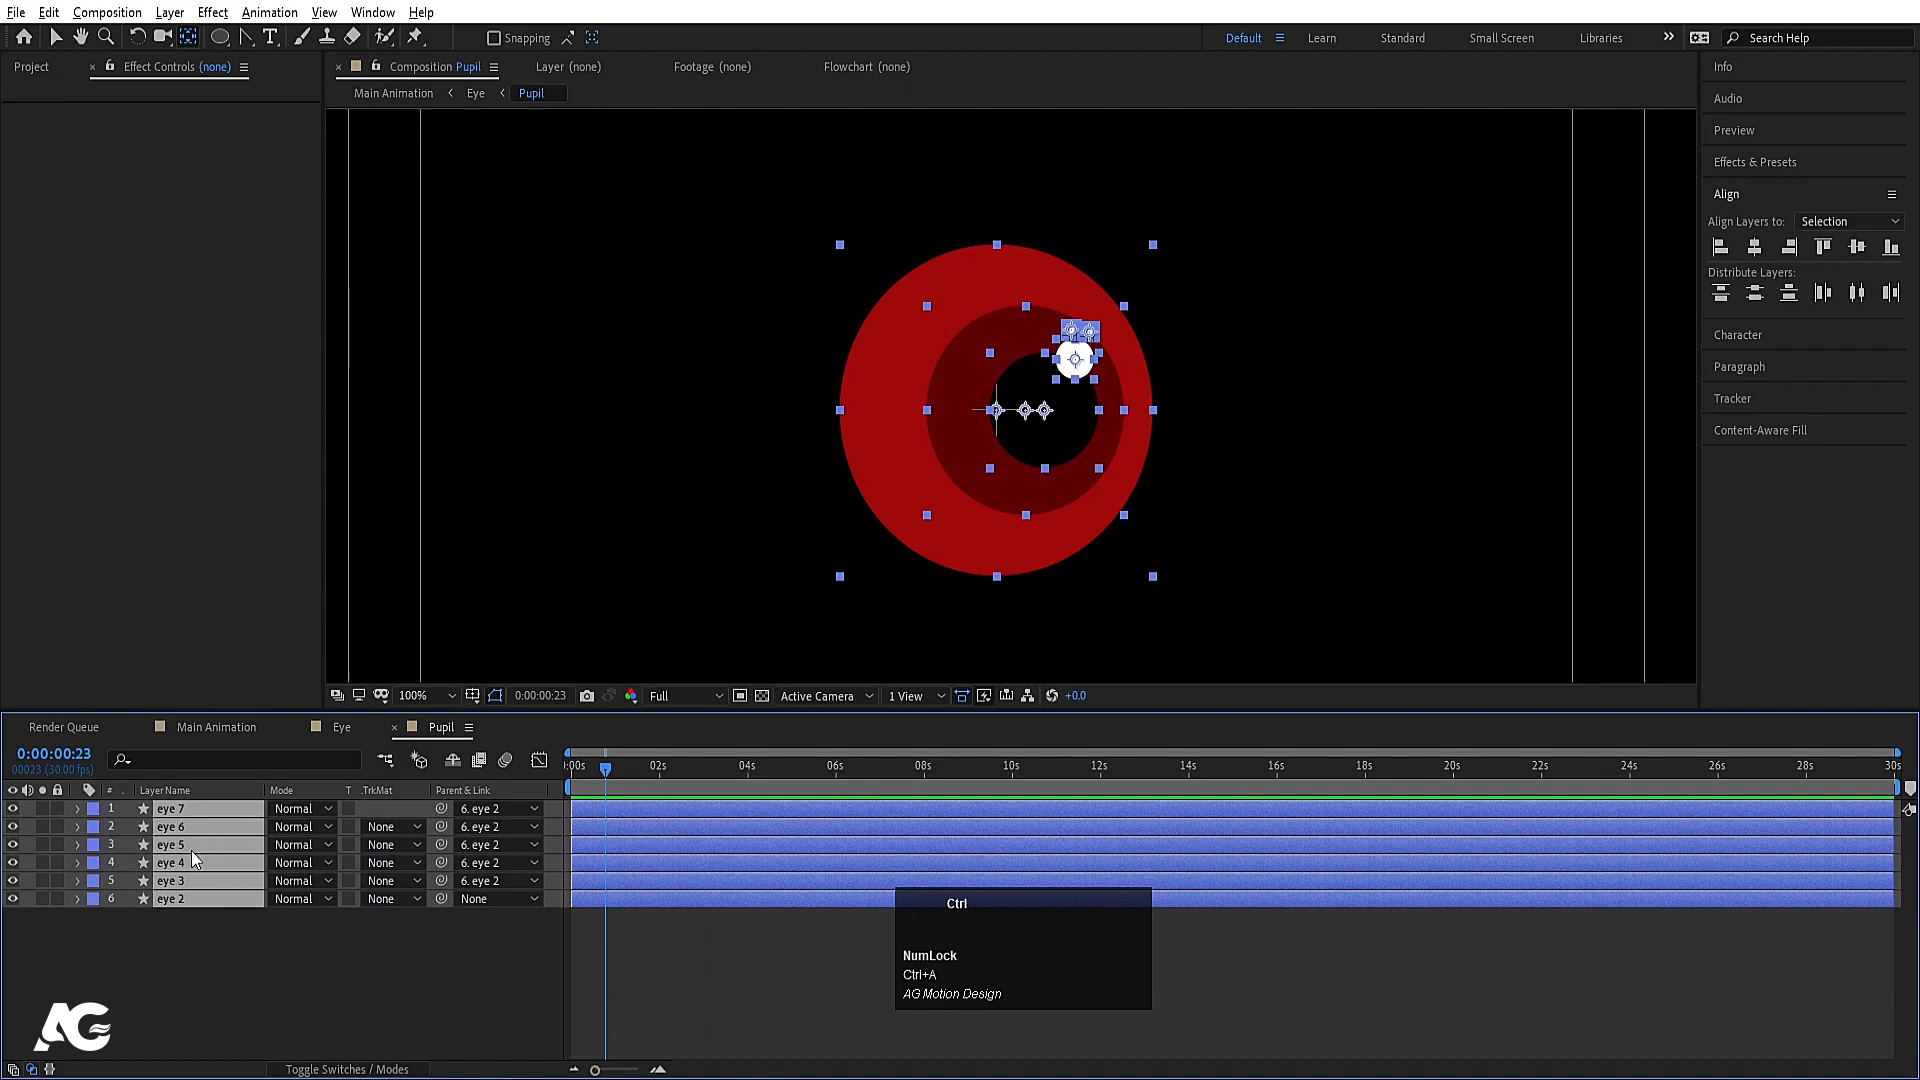 File Edit Composition Layer Effect Animation View Window Help
Snapping Default Learn Standard Small Screen Libraries Search Help
Project Effect Controls (none) Composition Pupil Layer (none) Footage (none) Flowchart (none)
Main Animation Eye Pupil
Info
Audio
Preview
Effects & Presets
Align
Align Layers to: Selection
Distribute Layers:
Character
Paragraph
Tracker
Content-Aware Fill
100% 0:00:00:23 Full Active Camera 1 View +0.0
Render Queue Main Animation Eye Pupil
0:00:00:23
00023 (30.00 fps)
:00s 02s 04s 06s 08s 10s 12s 14s 16s 18s 20s 22s 24s 26s 28s 30s
# . Layer Name Mode T .TrkMat Parent & Link
1 eye 7 Normal 6. eye 2
2 eye 6 Normal None 6. eye 2
3 eye 5 Normal None 6. eye 2
4 eye 4 Normal None 6. eye 2
5 eye 3 Normal None 6. eye 2
6 eye 2 Normal None None
Ctrl
NumLock
Ctrl+A
AG Motion Design
AG
Toggle Switches / Modes